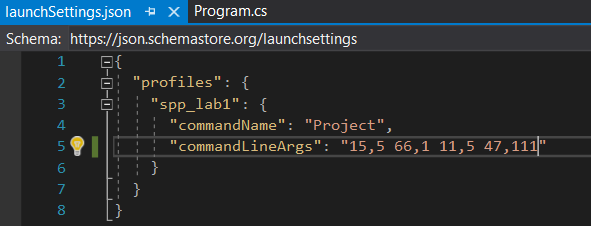 launchSettings.json Program.cs
Schema: https://json.schemastore.org/launchsettings
1 {
2 "profiles": {
3 "spp_lab1": {
4 "commandName": "Project",
5 "commandLineArgs": "15,5 66,1 11,5 47,111"
6 }
7 }
8 }